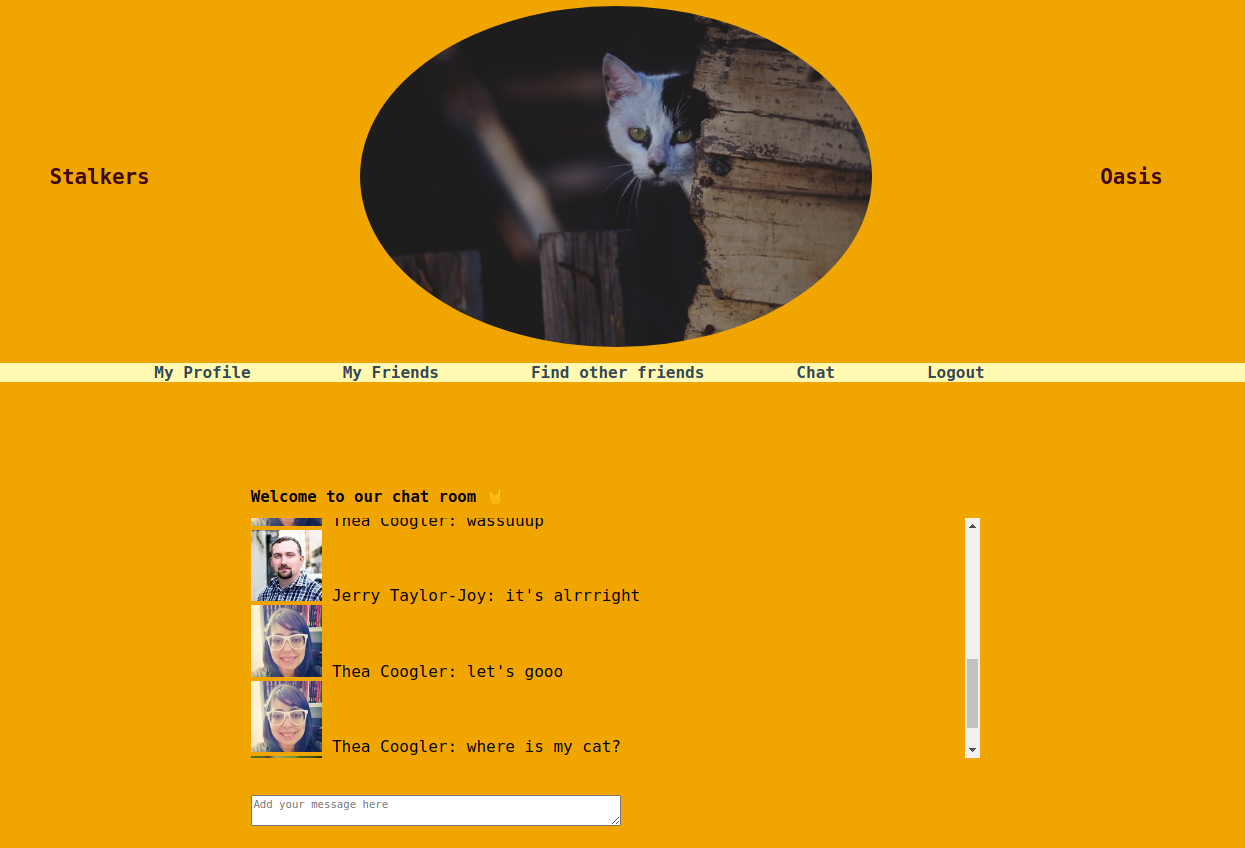 Stalkers
Oasis
My Profile My Friends Find other friends Chat Logout
Welcome to our chat room 🤘
Thea Coogler: wassuuup
Jerry Taylor-Joy: it's alrrright
Thea Coogler: let's gooo
Thea Coogler: where is my cat?
Add your message here